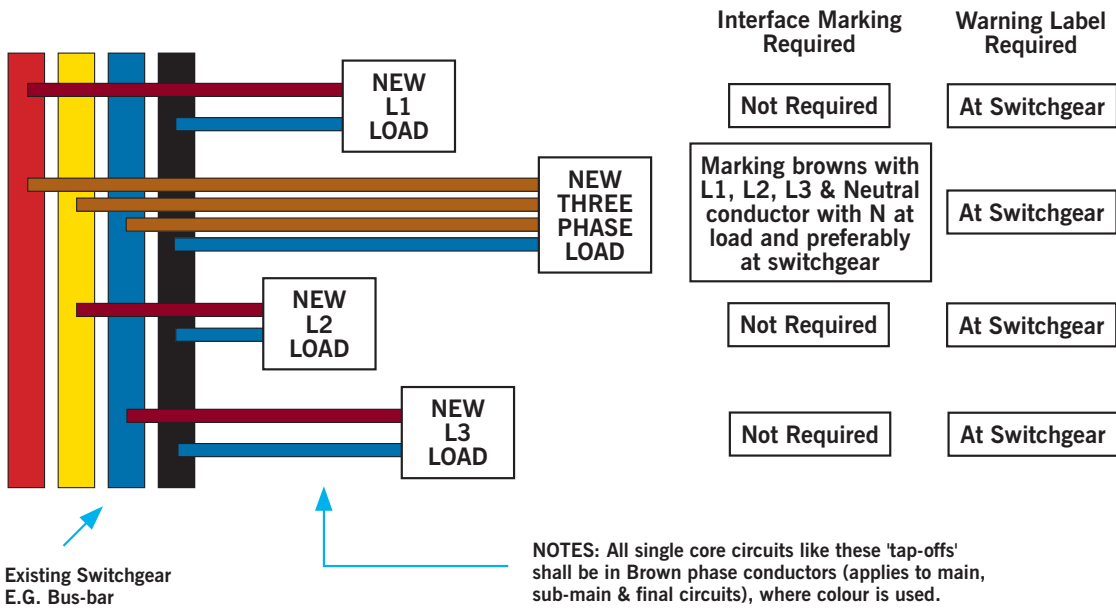 Interface Marking
Required
Warning Label
Required
NEW
L1
LOAD
Not Required
At Switchgear
NEW
THREE
PHASE
LOAD
Marking browns with
L1, L2, L3 & Neutral
conductor with N at
load and preferably
at switchgear
At Switchgear
NEW
L2
LOAD
Not Required
At Switchgear
NEW
L3
LOAD
Not Required
At Switchgear
Existing Switchgear
E.G. Bus-bar
NOTES: All single core circuits like these 'tap-offs'
shall be in Brown phase conductors (applies to main,
sub-main & final circuits), where colour is used.